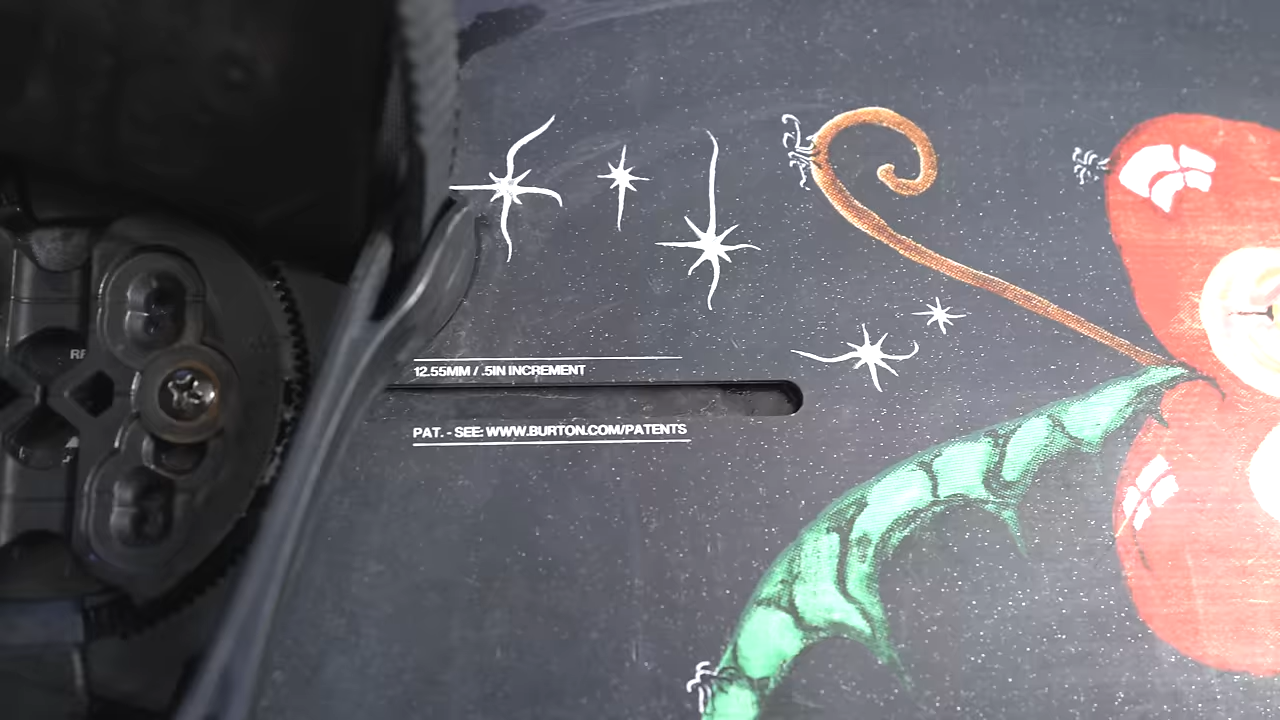 12.55MM / .5IN INCREMENT
PAT. - SEE: WWW.BURTON.COM/PATENTS